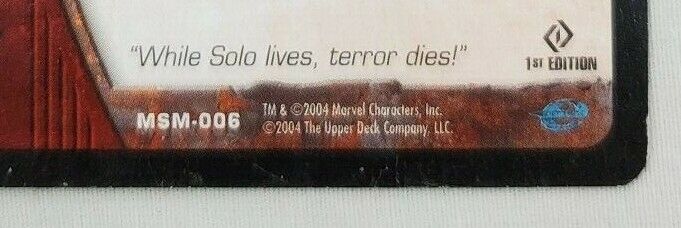 "While Solo lives, terror dies!"
1ST EDITION
MSM-006
TM & ©2004 Marvel Characters, Inc.
©2004 The Upper Deck Company, LLC.